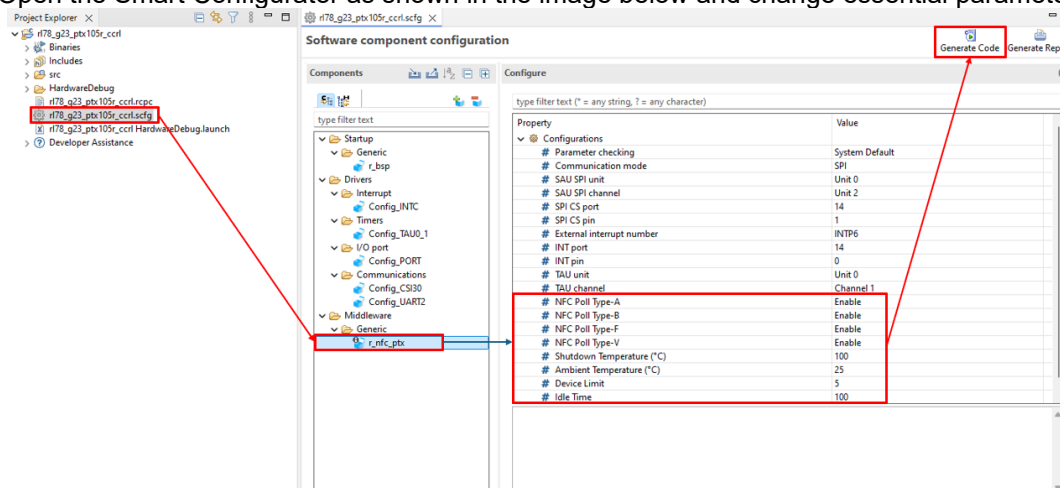 Open the Smart Configurator as shown in the image below and change essential paramet
Project Explorer
rl78_g23_ptx105r_ccrl
Binaries
Includes
src
HardwareDebug
rl78_g23_ptx105r_ccrl.rcpc
rl78_g23_ptx105r_ccrl.scfg
rl78_g23_ptx105r_ccrl HardwareDebug.launch
Developer Assistance
rl78_g23_ptx105r_ccrl.scfg
Software component configuration
Generate Code Generate Rep
Components
type filter text
Startup
Generic
r_bsp
Drivers
Interrupt
Config_INTC
Timers
Config_TAU0_1
I/O port
Config_PORT
Communications
Config_CSI30
Config_UART2
Middleware
Generic
r_nfc_ptx
Configure
type filter text (* = any string, ? = any character)
Property Value
Configurations
# Parameter checking System Default
# Communication mode SPI
# SAU SPI unit Unit 0
# SAU SPI channel Unit 2
# SPI CS port 14
# SPI CS pin 1
# External interrupt number INTP6
# INT port 14
# INT pin 0
# TAU unit Unit 0
# TAU channel Channel 1
# NFC Poll Type-A Enable
# NFC Poll Type-B Enable
# NFC Poll Type-F Enable
# NFC Poll Type-V Enable
# Shutdown Temperature (°C) 100
# Ambient Temperature (°C) 25
# Device Limit 5
# Idle Time 100